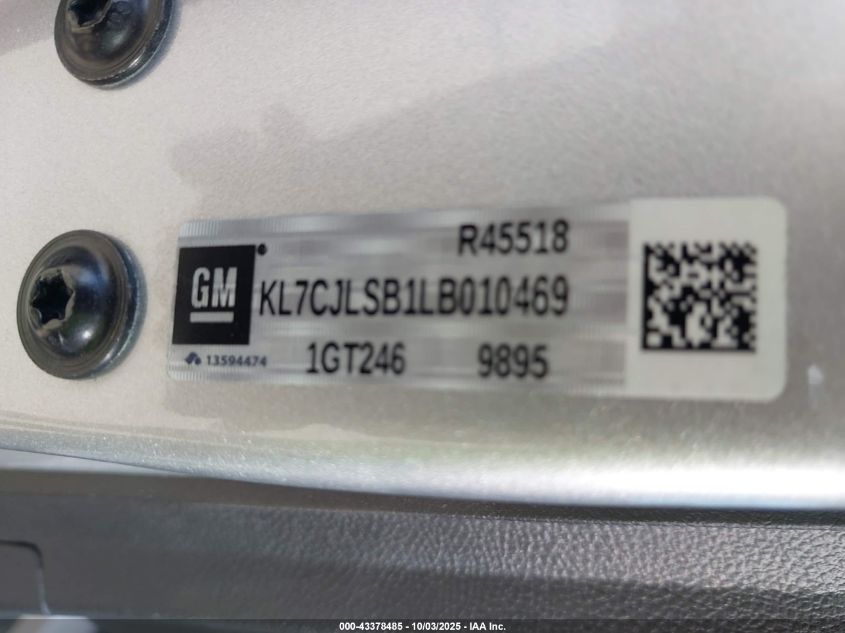 R45518
GM KL7CJLSB1LB010469
13594474 1GT246 9895
000-43378485 - 10/03/2025 - IAA Inc.